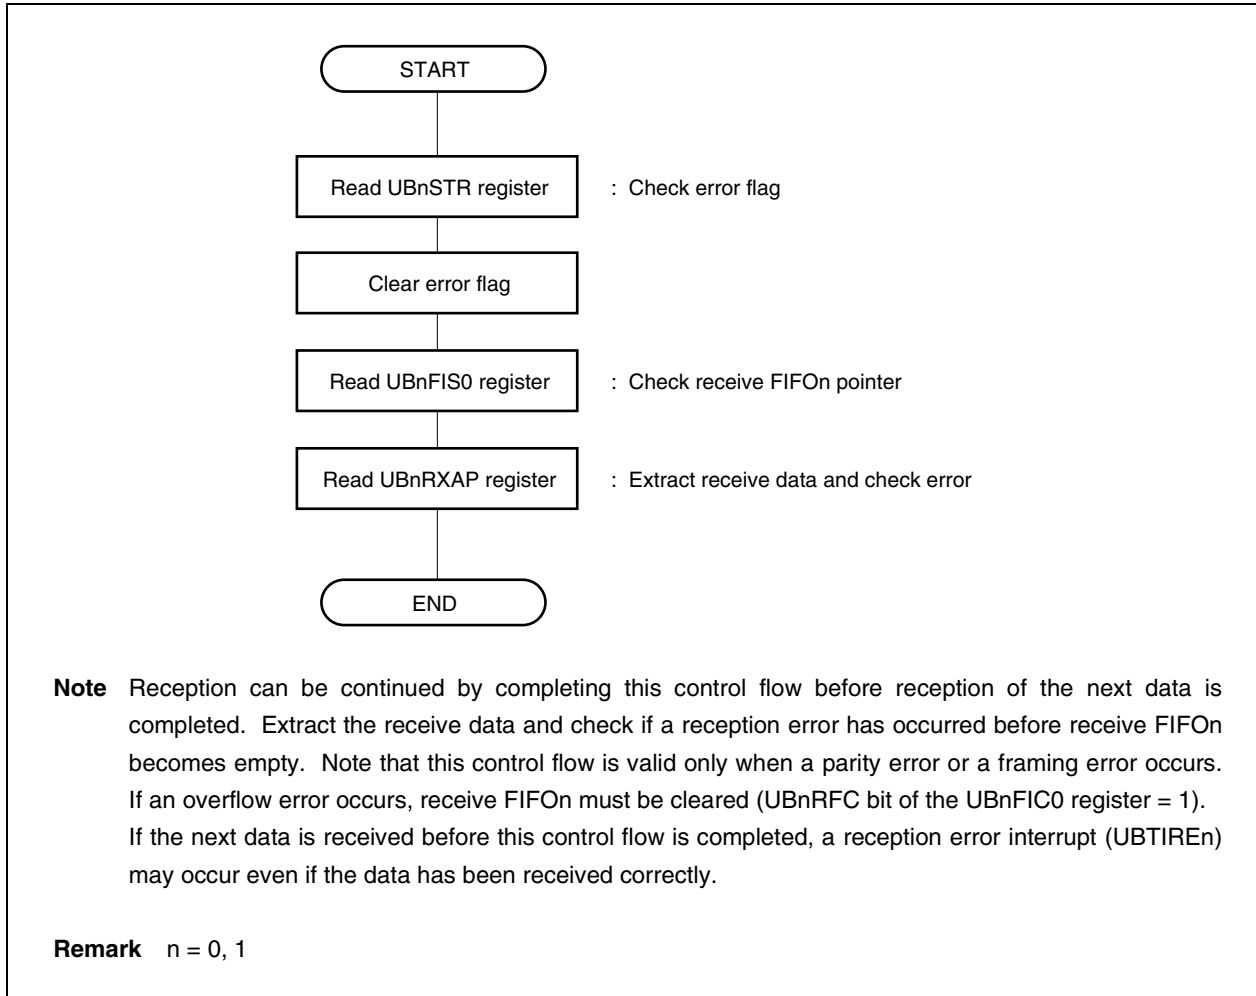 START
Read UBnSTR register : Check error flag
Clear error flag
Read UBnFIS0 register : Check receive FIFOn pointer
Read UBnRXAP register : Extract receive data and check error
END
Note Reception can be continued by completing this control flow before reception of the next data is
completed. Extract the receive data and check if a reception error has occurred before receive FIFOn
becomes empty. Note that this control flow is valid only when a parity error or a framing error occurs.
If an overflow error occurs, receive FIFOn must be cleared (UBnRFC bit of the UBnFIC0 register = 1).
If the next data is received before this control flow is completed, a reception error interrupt (UBTIREn)
may occur even if the data has been received correctly.
Remark n = 0, 1